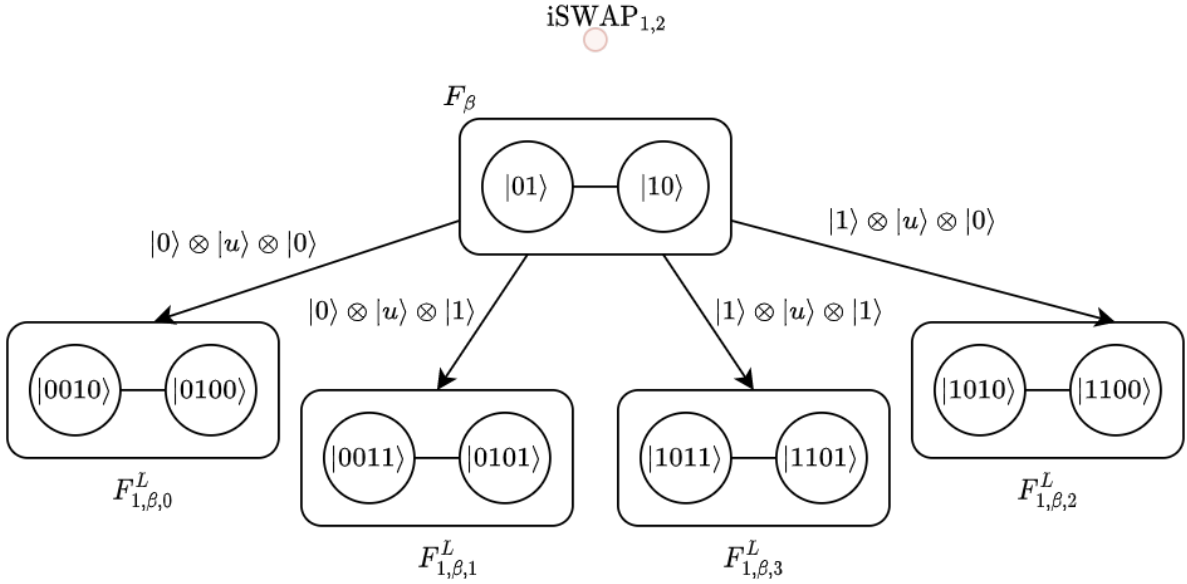 iSWAP₁,₂
F_β
|01⟩ |10⟩
|0⟩ ⊗ |u⟩ ⊗ |0⟩
|0⟩ ⊗ |u⟩ ⊗ |1⟩
|1⟩ ⊗ |u⟩ ⊗ |1⟩
|1⟩ ⊗ |u⟩ ⊗ |0⟩
|0010⟩ |0100⟩
F^L_{1,β,0}
|0011⟩ |0101⟩
F^L_{1,β,1}
|1011⟩ |1101⟩
F^L_{1,β,3}
|1010⟩ |1100⟩
F^L_{1,β,2}